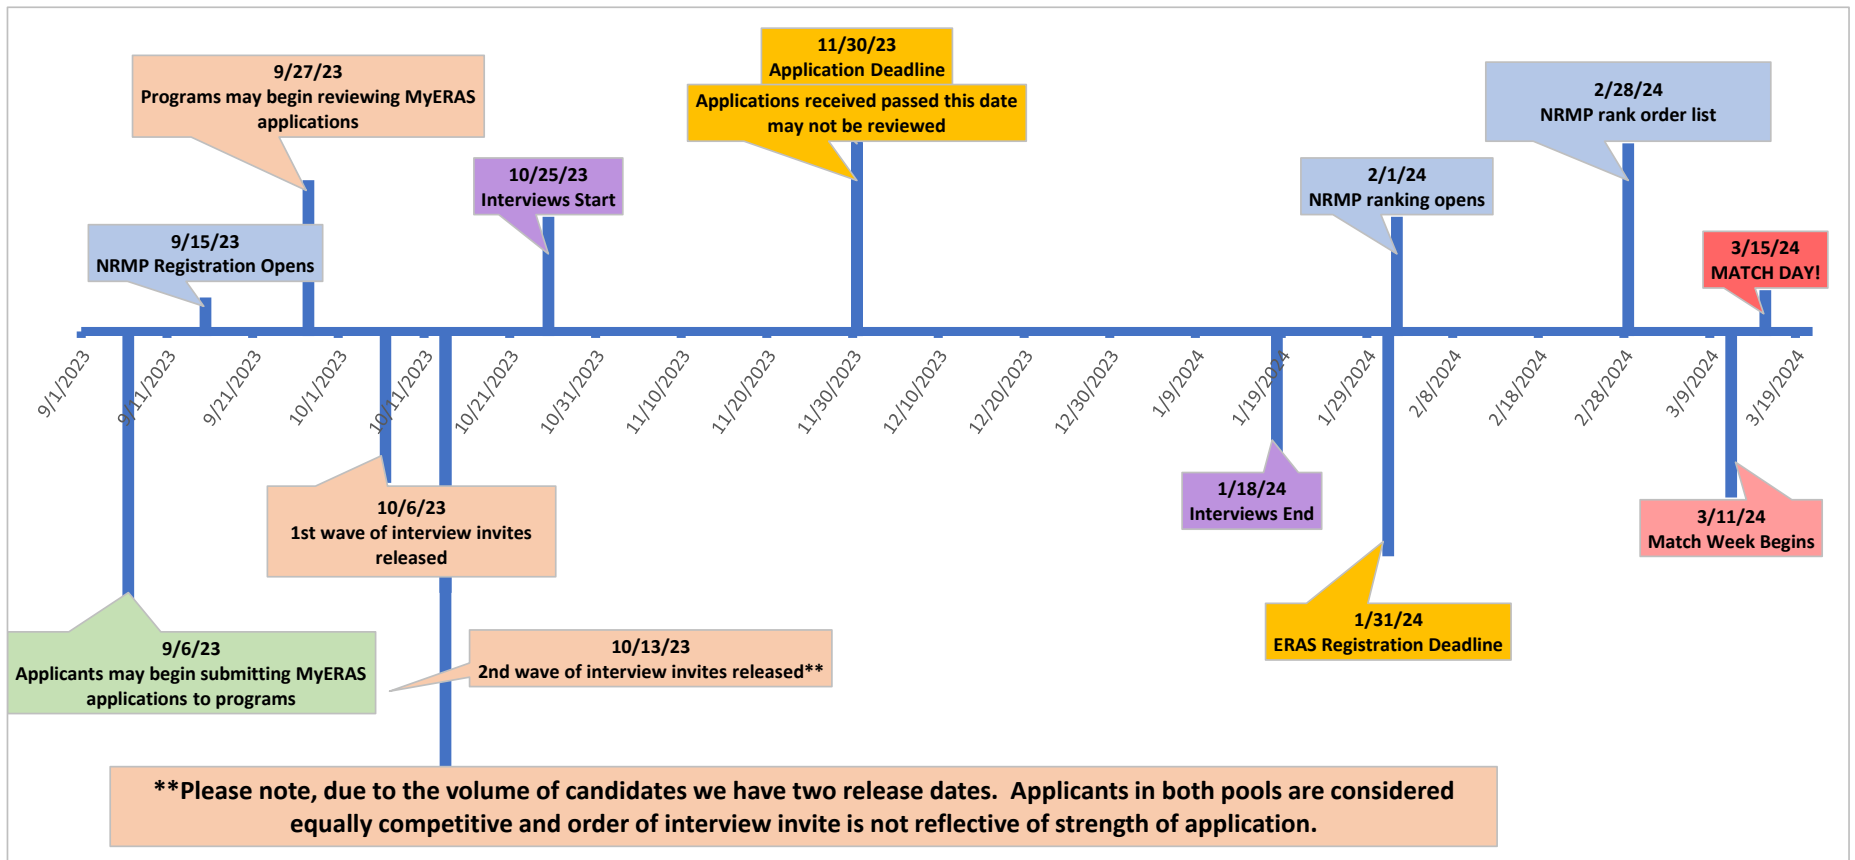 11/30/23
Application Deadline
Applications received passed this date
may not be reviewed
9/27/23
Programs may begin reviewing MyERAS
applications
2/28/24
NRMP rank order list
10/25/23
Interviews Start
2/1/24
NRMP ranking opens
9/15/23
NRMP Registration Opens
3/15/24
MATCH DAY!
9/1/2023
9/11/2023
9/21/2023
10/1/2023
10/11/2023
10/21/2023
10/31/2023
11/10/2023
11/20/2023
11/30/2023
12/10/2023
12/20/2023
12/30/2023
1/9/2024
1/19/2024
1/29/2024
2/8/2024
2/18/2024
2/28/2024
3/9/2024
3/19/2024
10/6/23
1st wave of interview invites
released
1/18/24
Interviews End
3/11/24
Match Week Begins
9/6/23
Applicants may begin submitting MyERAS
applications to programs
10/13/23
2nd wave of interview invites released**
1/31/24
ERAS Registration Deadline
**Please note, due to the volume of candidates we have two release dates.  Applicants in both pools are considered
equally competitive and order of interview invite is not reflective of strength of application.